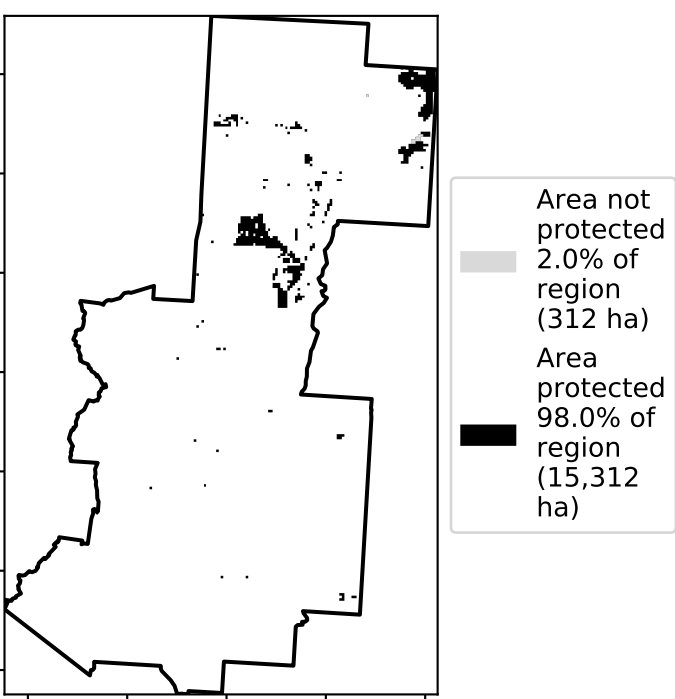 Area not
protected
2.0% of
region
(312 ha)
Area
protected
98.0% of
region
(15,312
ha)